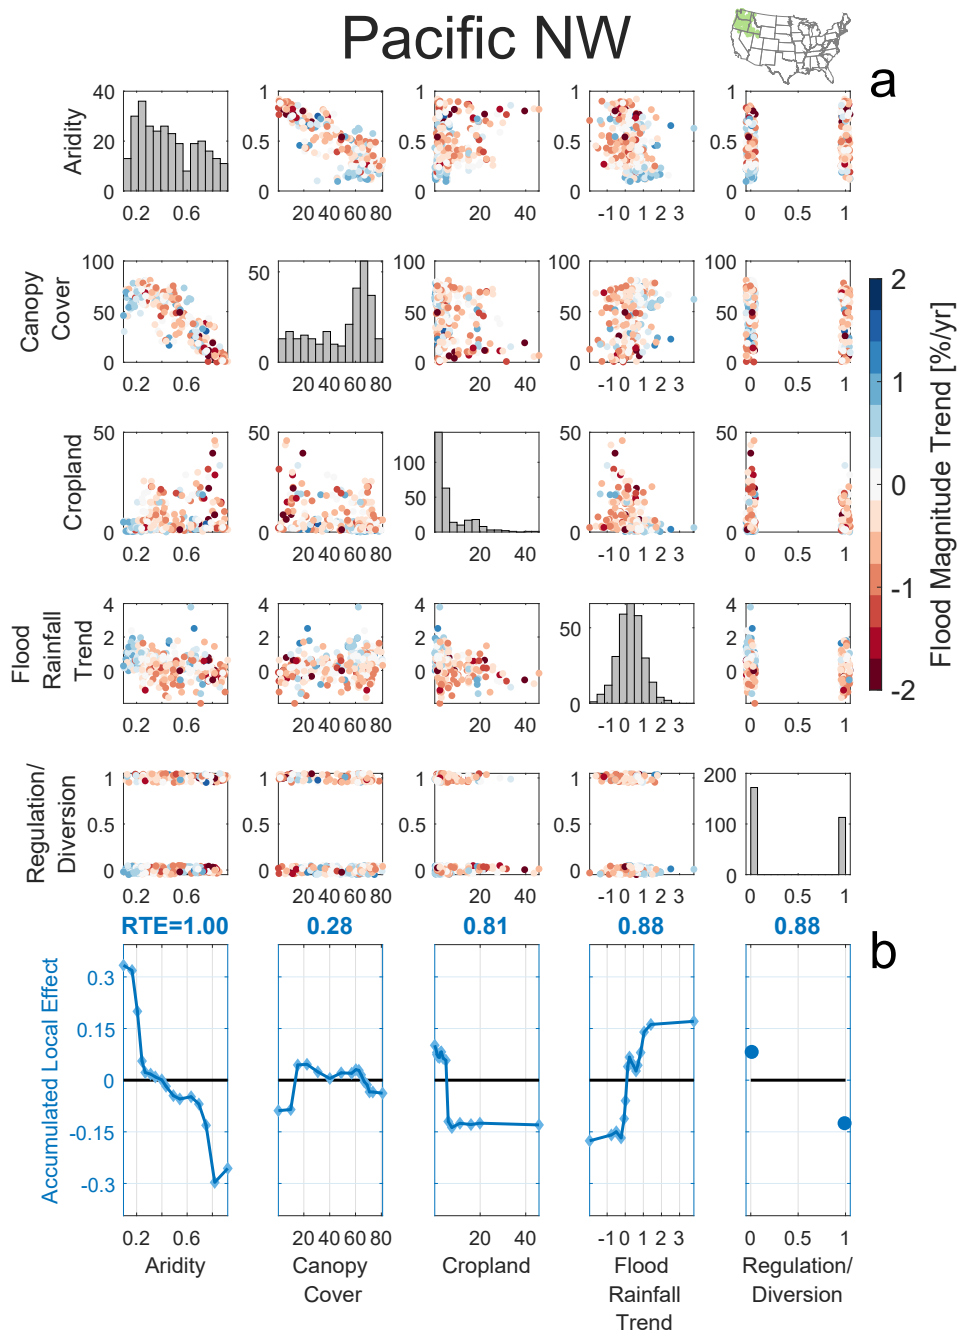 Pacific NW
a
Aridity
40
20
0
0.2 0.6
1
0.5
0
20 40 60 80
1
0.5
0
20 40
1
0.5
0
-1 0 1 2 3
1
0.5
0
0 0.5 1
Canopy
Cover
100
50
0
0.2 0.6
50
0
20 40 60 80
100
50
0
20 40
100
50
0
-1 0 1 2 3
100
50
0
0 0.5 1
Cropland
50
0
0.2 0.6
50
0
20 40 60 80
100
50
0
20 40
50
0
-1 0 1 2 3
50
0
0 0.5 1
Flood
Rainfall
Trend
4
2
0
0.2 0.6
4
2
0
20 40 60 80
4
2
0
20 40
50
0
-1 0 1 2 3
4
2
0
0 0.5 1
Regulation/
Diversion
1
0.5
0
0.2 0.6
1
0.5
0
20 40 60 80
1
0.5
0
20 40
1
0.5
0
-1 0 1 2 3
200
100
0
0 0.5 1
2
1
0
-1
-2
Flood Magnitude Trend [%/yr]
b
RTE=1.00 0.28 0.81 0.88 0.88
Accumulated Local Effect
0.3
0.15
0
-0.15
-0.3
0.2 0.6
20 40 60 80
20 40
-1 0 1 2 3
0 0.5 1
Aridity
Canopy
Cover
Cropland
Flood
Rainfall
Trend
Regulation/
Diversion